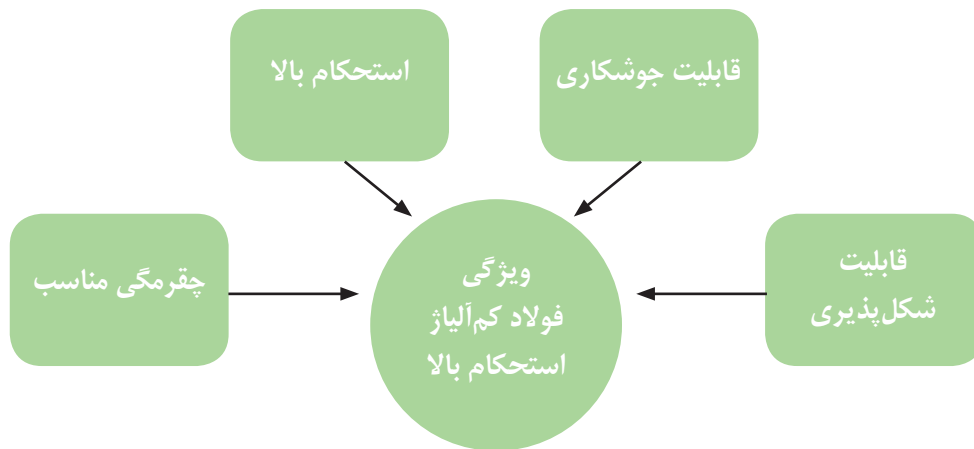 قابلیت جوشکاری
استحکام بالا
قابلیت
شکل‌پذیری
چقرمگی مناسب
ویژگی
فولاد کم‌آلیاژ
استحکام بالا